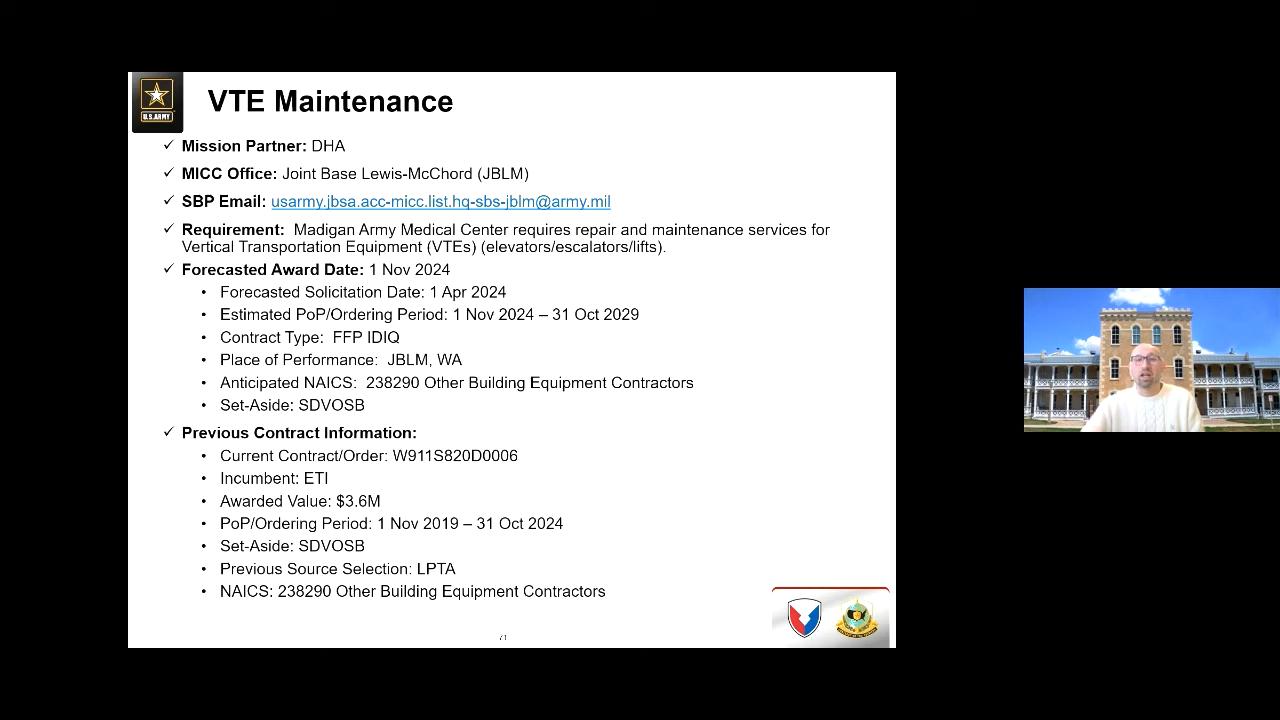 U.S.ARMY
VTE Maintenance
✓ Mission Partner: DHA
✓ MICC Office: Joint Base Lewis-McChord (JBLM)
✓ SBP Email: usarmy.jbsa.acc-micc.list.hq-sbs-jblm@army.mil
✓ Requirement: Madigan Army Medical Center requires repair and maintenance services for
Vertical Transportation Equipment (VTEs) (elevators/escalators/lifts).
✓ Forecasted Award Date: 1 Nov 2024
• Forecasted Solicitation Date: 1 Apr 2024
• Estimated PoP/Ordering Period: 1 Nov 2024 – 31 Oct 2029
• Contract Type: FFP IDIQ
• Place of Performance: JBLM, WA
• Anticipated NAICS: 238290 Other Building Equipment Contractors
• Set-Aside: SDVOSB
✓ Previous Contract Information:
• Current Contract/Order: W911S820D0006
• Incumbent: ETI
• Awarded Value: $3.6M
• PoP/Ordering Period: 1 Nov 2019 – 31 Oct 2024
• Set-Aside: SDVOSB
• Previous Source Selection: LPTA
• NAICS: 238290 Other Building Equipment Contractors
71